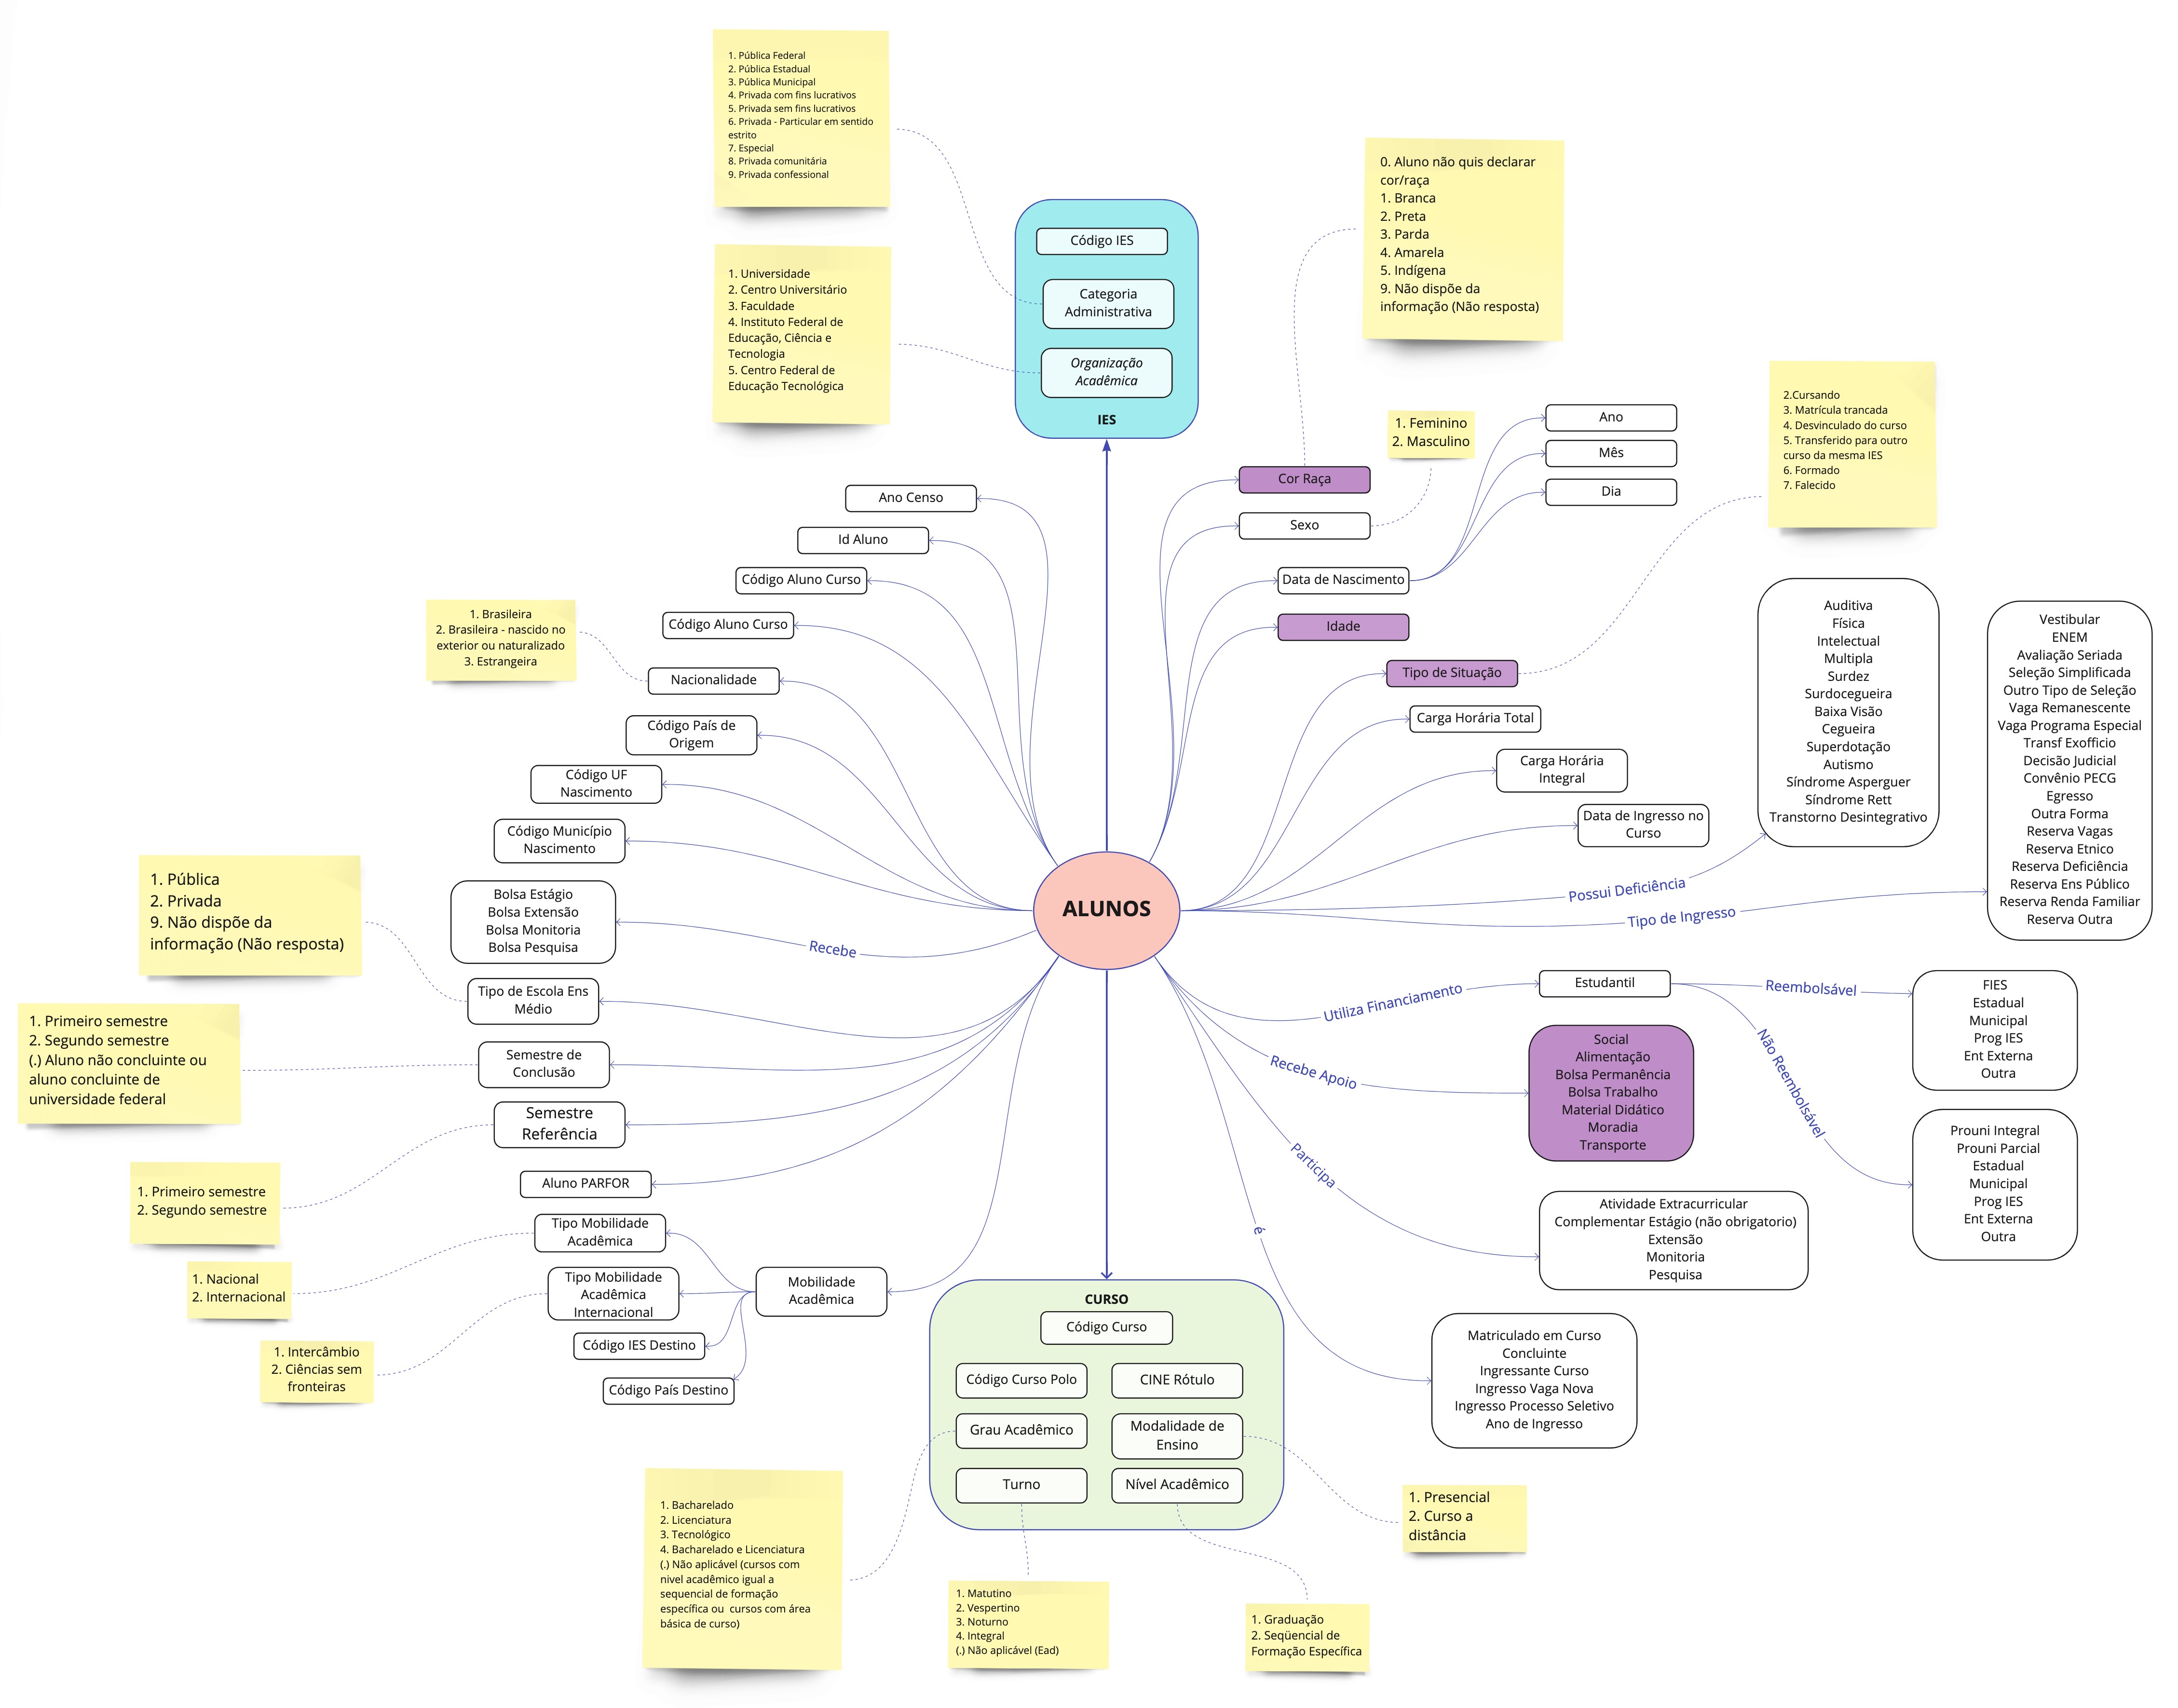 1. Pública Federal
2. Pública Estadual
3. Pública Municipal
4. Privada com fins lucrativos
5. Privada sem fins lucrativos
6. Privada - Particular em sentido
estrito
7. Especial
8. Privada comunitária
9. Privada confessional
1. Universidade
2. Centro Universitário
3. Faculdade
4. Instituto Federal de
Educação, Ciência e
Tecnologia
5. Centro Federal de
Educação Tecnológica
Código IES
Categoria
Administrativa
Organização
Acadêmica
IES
0. Aluno não quis declarar
cor/raça
1. Branca
2. Preta
3. Parda
4. Amarela
5. Indígena
9. Não dispõe da
informação (Não resposta)
1. Feminino
2. Masculino
Ano
Mês
Dia
2.Cursando
3. Matrícula trancada
4. Desvinculado do curso
5. Transferido para outro
curso da mesma IES
6. Formado
7. Falecido
Cor Raça
Sexo
Data de Nascimento
Idade
Tipo de Situação
Carga Horária Total
Carga Horária
Integral
Data de Ingresso no
Curso
Possui Deficiência
Tipo de Ingresso
Auditiva
Física
Intelectual
Multipla
Surdez
Surdocegueira
Baixa Visão
Cegueira
Superdotação
Autismo
Síndrome Asperguer
Síndrome Rett
Transtorno Desintegrativo
Vestibular
ENEM
Avaliação Seriada
Seleção Simplificada
Outro Tipo de Seleção
Vaga Remanescente
Vaga Programa Especial
Transf Exofficio
Decisão Judicial
Convênio PECG
Egresso
Outra Forma
Reserva Vagas
Reserva Etnico
Reserva Deficiência
Reserva Ens Público
Reserva Renda Familiar
Reserva Outra
Ano Censo
Id Aluno
Código Aluno Curso
Código Aluno Curso
1. Brasileira
2. Brasileira - nascido no
exterior ou naturalizado
3. Estrangeira
Nacionalidade
Código País de
Origem
Código UF
Nascimento
Código Município
Nascimento
Bolsa Estágio
Bolsa Extensão
Bolsa Monitoria
Bolsa Pesquisa
Recebe
ALUNOS
1. Pública
2. Privada
9. Não dispõe da
informação (Não resposta)
Tipo de Escola Ens
Médio
1. Primeiro semestre
2. Segundo semestre
(.) Aluno não concluinte ou
aluno concluinte de
universidade federal
Semestre de
Conclusão
Semestre
Referência
1. Primeiro semestre
2. Segundo semestre
Aluno PARFOR
Tipo Mobilidade
Acadêmica
1. Nacional
2. Internacional
Tipo Mobilidade
Acadêmica
Internacional
Mobilidade
Acadêmica
1. Intercâmbio
2. Ciências sem
fronteiras
Código IES Destino
Código País Destino
Utiliza Financiamento
Estudantil
Reembolsável
Não Reembolsável
FIES
Estadual
Municipal
Prog IES
Ent Externa
Outra
Prouni Integral
Prouni Parcial
Estadual
Municipal
Prog IES
Ent Externa
Outra
Recebe Apoio
Social
Alimentação
Bolsa Permanência
Bolsa Trabalho
Material Didático
Moradia
Transporte
Participa
Atividade Extracurricular
Complementar Estágio (não obrigatorio)
Extensão
Monitoria
Pesquisa
é
Matriculado em Curso
Concluinte
Ingressante Curso
Ingresso Vaga Nova
Ingresso Processo Seletivo
Ano de Ingresso
CURSO
Código Curso
Código Curso Polo
CINE Rótulo
Grau Acadêmico
Modalidade de
Ensino
Turno
Nível Acadêmico
1. Bacharelado
2. Licenciatura
3. Tecnológico
4. Bacharelado e Licenciatura
(.) Não aplicável (cursos com
nivel acadêmico igual a
sequencial de formação
específica ou  cursos com área
básica de curso)
1. Matutino
2. Vespertino
3. Noturno
4. Integral
(.) Não aplicável (Ead)
1. Graduação
2. Seqüencial de
Formação Específica
1. Presencial
2. Curso a
distância